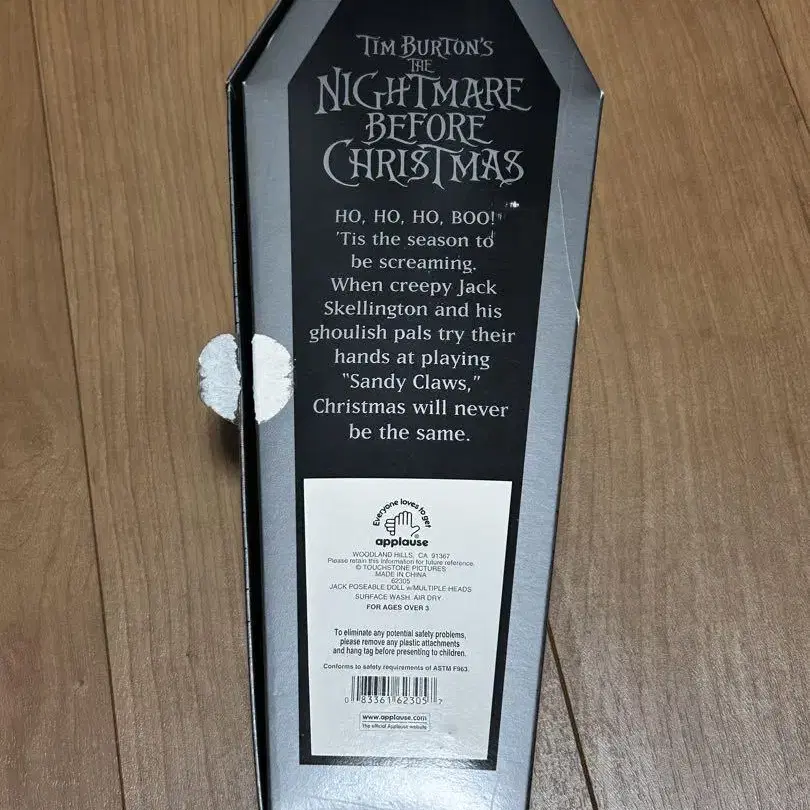 TIM BURTON'S
THE
NIGHTMARE
BEFORE
CHRISTMAS
HO, HO, HO, BOO!
'Tis the season to
be screaming.
When creepy Jack
Skellington and his
ghoulish pals try their
hands at playing
"Sandy Claws,"
Christmas will never
be the same.
Everyone loves to get
applause
WOODLAND HILLS, CA 91367
Please retain this information for future reference.
© TOUCHSTONE PICTURES
MADE IN CHINA
62305
JACK POSEABLE DOLL w/MULTIPLE HEADS
SURFACE WASH. AIR DRY.
FOR AGES OVER 3
To eliminate any potential safety problems,
please remove any plastic attachments
and hang tag before presenting to children.
Conforms to safety requirements of ASTM F963.
0 83361 62305 7
www.applause.com
The official Applause website